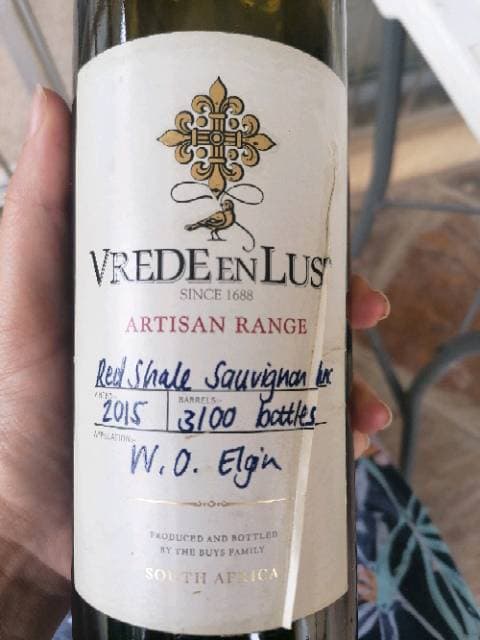 VREDE EN LUST
SINCE 1688
ARTISAN RANGE
Red Shale Sauvignon
BARRELS:-
2015 3100 bottles
APPELLATION:-
W.O. Elgin
PRODUCED AND BOTTLED
BY THE BUYS FAMILY
SOUTH AFRICA